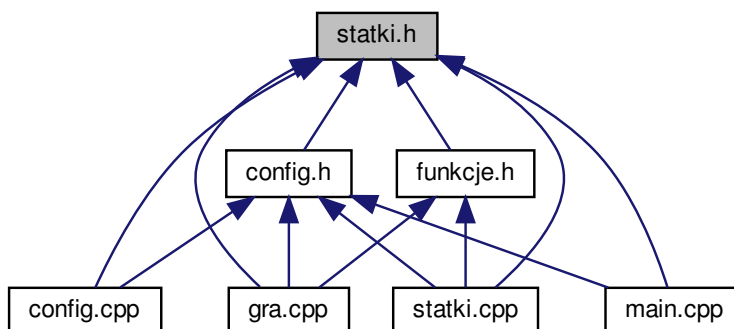 statki.h
config.h
funkcje.h
config.cpp
gra.cpp
statki.cpp
main.cpp